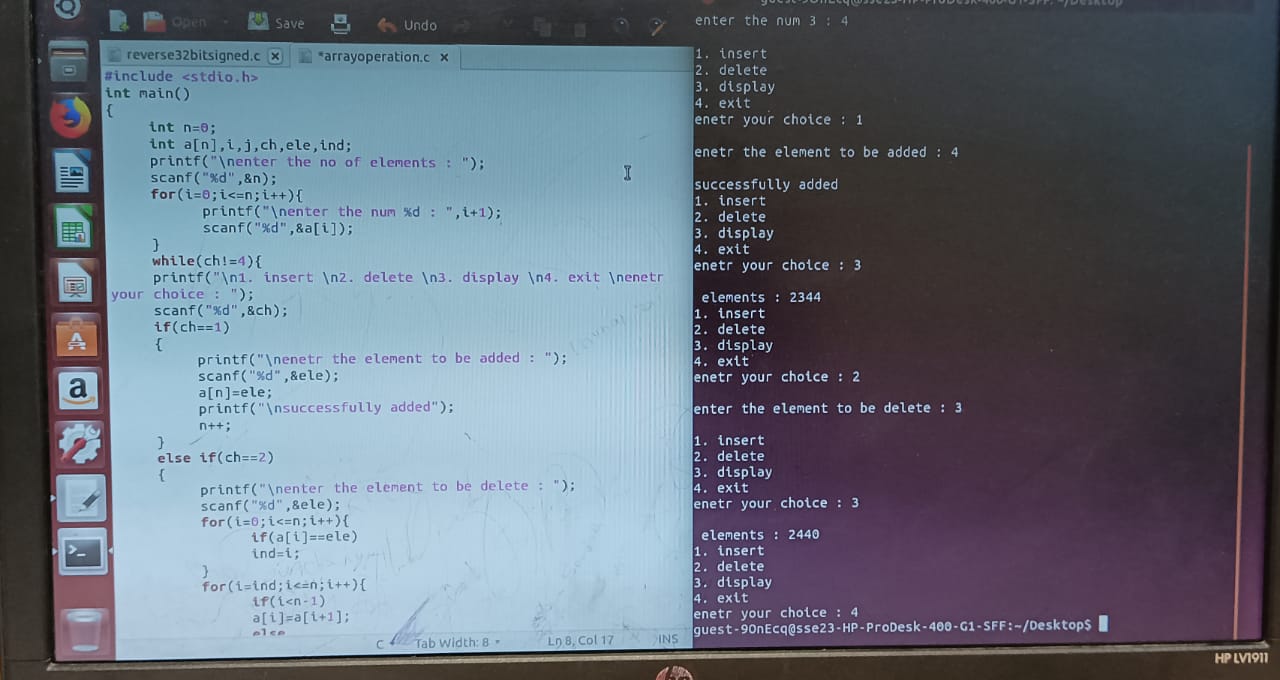 Open
Save
Undo
reverse32bitsigned.c
*arrayoperation.c
#include <stdio.h>
int main()
{
int n=0;
int a[n],i,j,ch,ele,ind;
printf("\nenter the no of elements : ");
scanf("%d",&n);
for(i=0;i<=n;i++){
printf("\nenter the num %d : ",i+1);
scanf("%d",&a[i]);
}
while(ch!=4){
printf("\n1. insert \n2. delete \n3. display \n4. exit \nenetr
your choice : ");
scanf("%d",&ch);
if(ch==1)
{
printf("\nenetr the element to be added : ");
scanf("%d",&ele);
a[n]=ele;
printf("\nsuccessfully added");
n++;
}
else if(ch==2)
{
printf("\nenter the element to be delete : ");
scanf("%d",&ele);
for(i=0;i<=n;i++){
if(a[i]==ele)
ind=i;
}
for(i=ind;i<=n;i++){
if(i<n-1)
a[i]=a[i+1];
else
C
Tab Width: 8
Ln 8, Col 17
INS
guest-9OnEcq@sse23-HP-ProDesk-400-G1-SFF: ~/Desktop
enter the num 3 : 4
1. insert
2. delete
3. display
4. exit
enetr your choice : 1
enetr the element to be added : 4
successfully added
1. insert
2. delete
3. display
4. exit
enetr your choice : 3
elements : 2344
1. insert
2. delete
3. display
4. exit
enetr your choice : 2
enter the element to be delete : 3
1. insert
2. delete
3. display
4. exit
enetr your choice : 3
elements : 2440
1. insert
2. delete
3. display
4. exit
enetr your choice : 4
guest-9OnEcq@sse23-HP-ProDesk-400-G1-SFF:~/Desktop$
HP LV1911